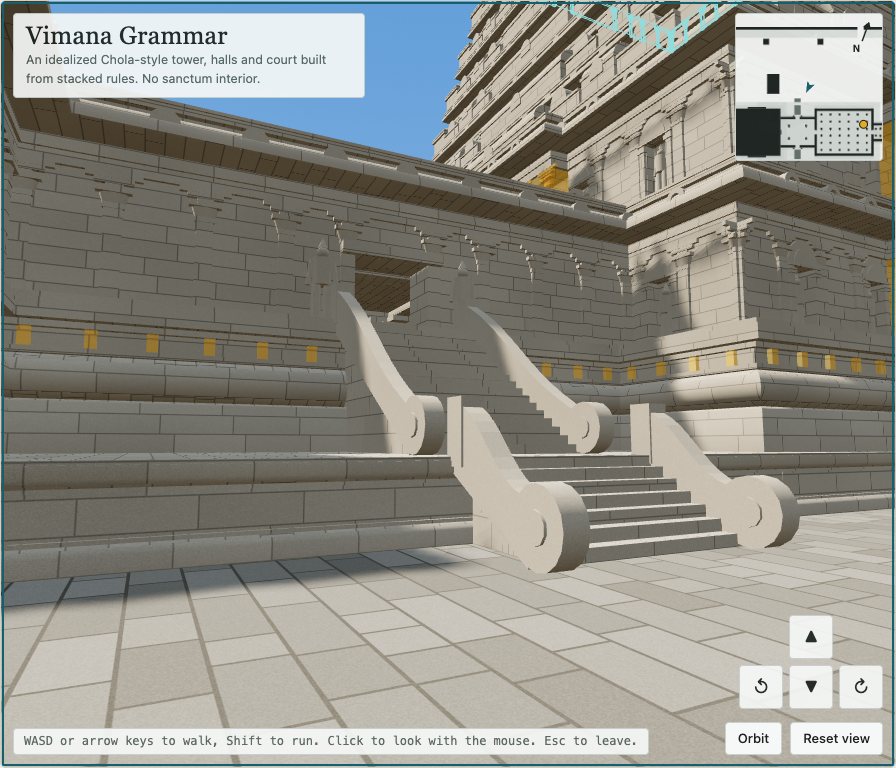 Vimana Grammar
An idealized Chola-style tower, halls and court built
from stacked rules. No sanctum interior.
N
WASD or arrow keys to walk, Shift to run. Click to look with the mouse. Esc to leave.
Orbit
Reset view